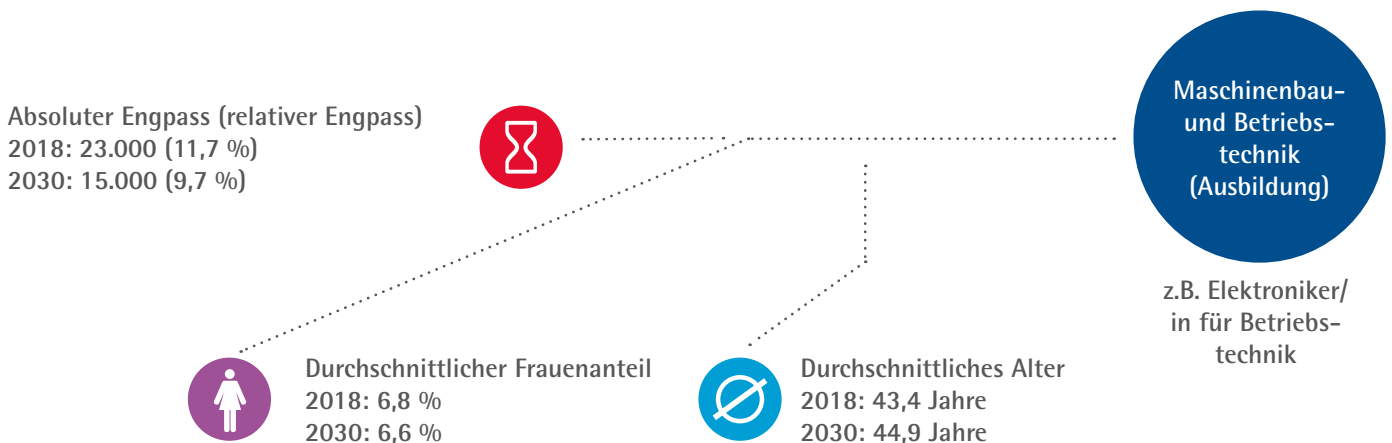 Absoluter Engpass (relativer Engpass)
2018: 23.000 (11,7 %)
2030: 15.000 (9,7 %)
Maschinenbau-
und Betriebs-
technik
(Ausbildung)
z.B. Elektroniker/
in für Betriebs-
technik
Durchschnittlicher Frauenanteil
2018: 6,8 %
2030: 6,6 %
Durchschnittliches Alter
2018: 43,4 Jahre
2030: 44,9 Jahre